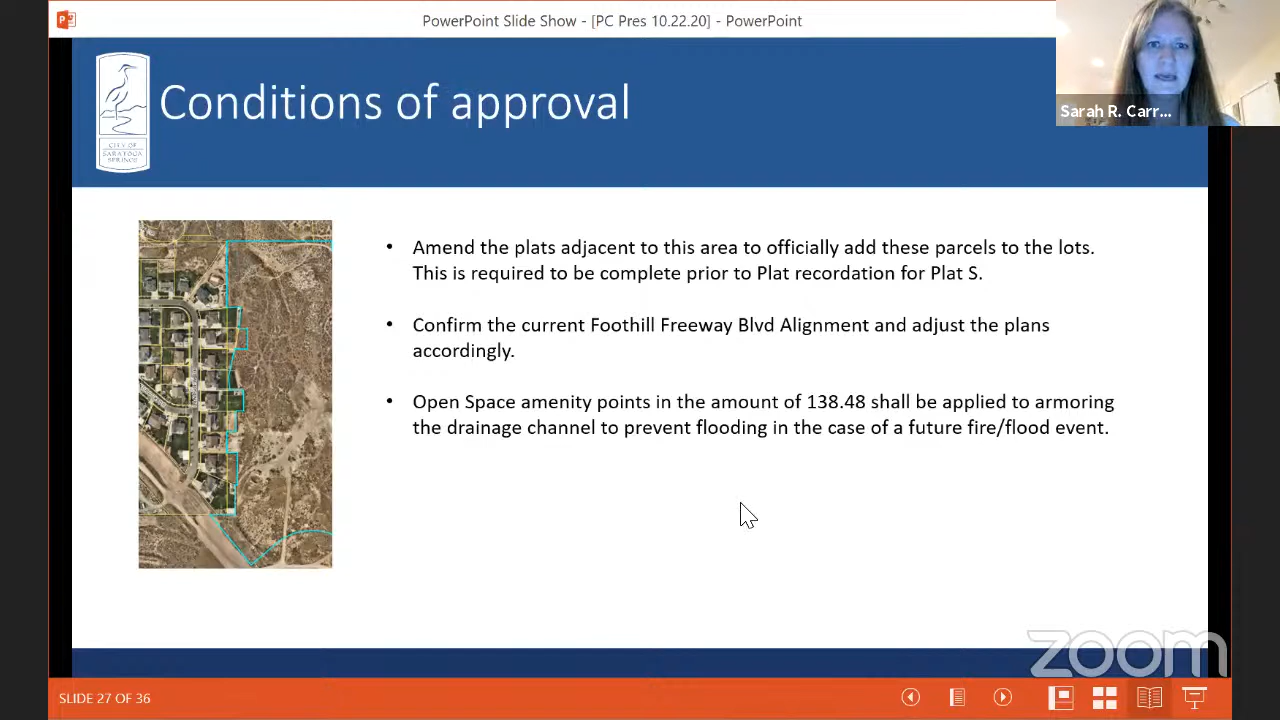 PowerPoint Slide Show - [PC Pres 10.22.20] - PowerPoint
Sarah R. Carr...
CITY OF
SARATOGA
SPRINGS
Conditions of approval
• Amend the plats adjacent to this area to officially add these parcels to the lots.
This is required to be complete prior to Plat recordation for Plat S.
• Confirm the current Foothill Freeway Blvd Alignment and adjust the plans
accordingly.
• Open Space amenity points in the amount of 138.48 shall be applied to armoring
the drainage channel to prevent flooding in the case of a future fire/flood event.
zoom
SLIDE 27 OF 36